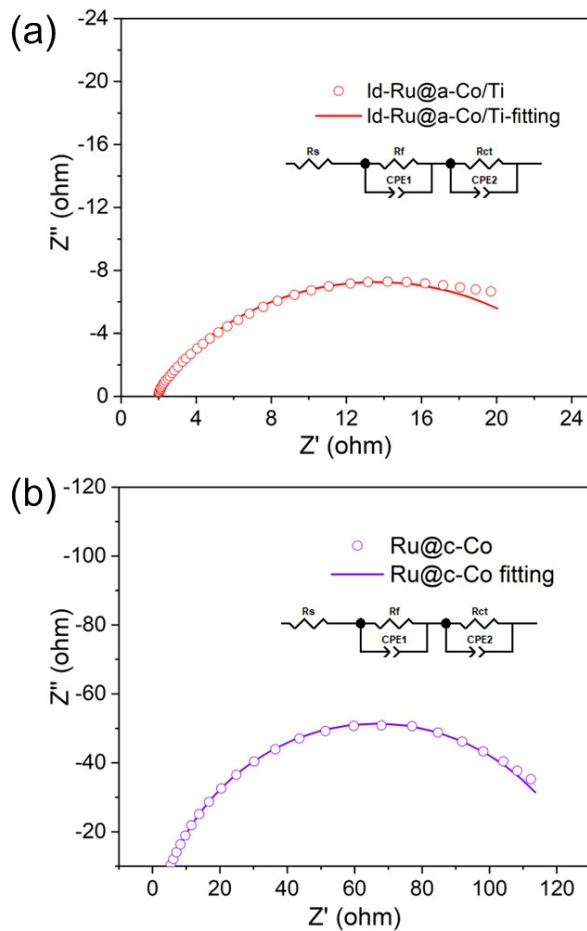 (a)
-24
-20
-16
-12
-8
-4
0
Z'' (ohm)
ld-Ru@a-Co/Ti
ld-Ru@a-Co/Ti-fitting
Rs Rf Rct
CPE1 CPE2
0 4 8 12 16 20 24
Z' (ohm)
(b)
-120
-100
-80
-60
-40
-20
Z'' (ohm)
Ru@c-Co
Ru@c-Co fitting
Rs Rf Rct
CPE1 CPE2
0 20 40 60 80 100 120
Z' (ohm)